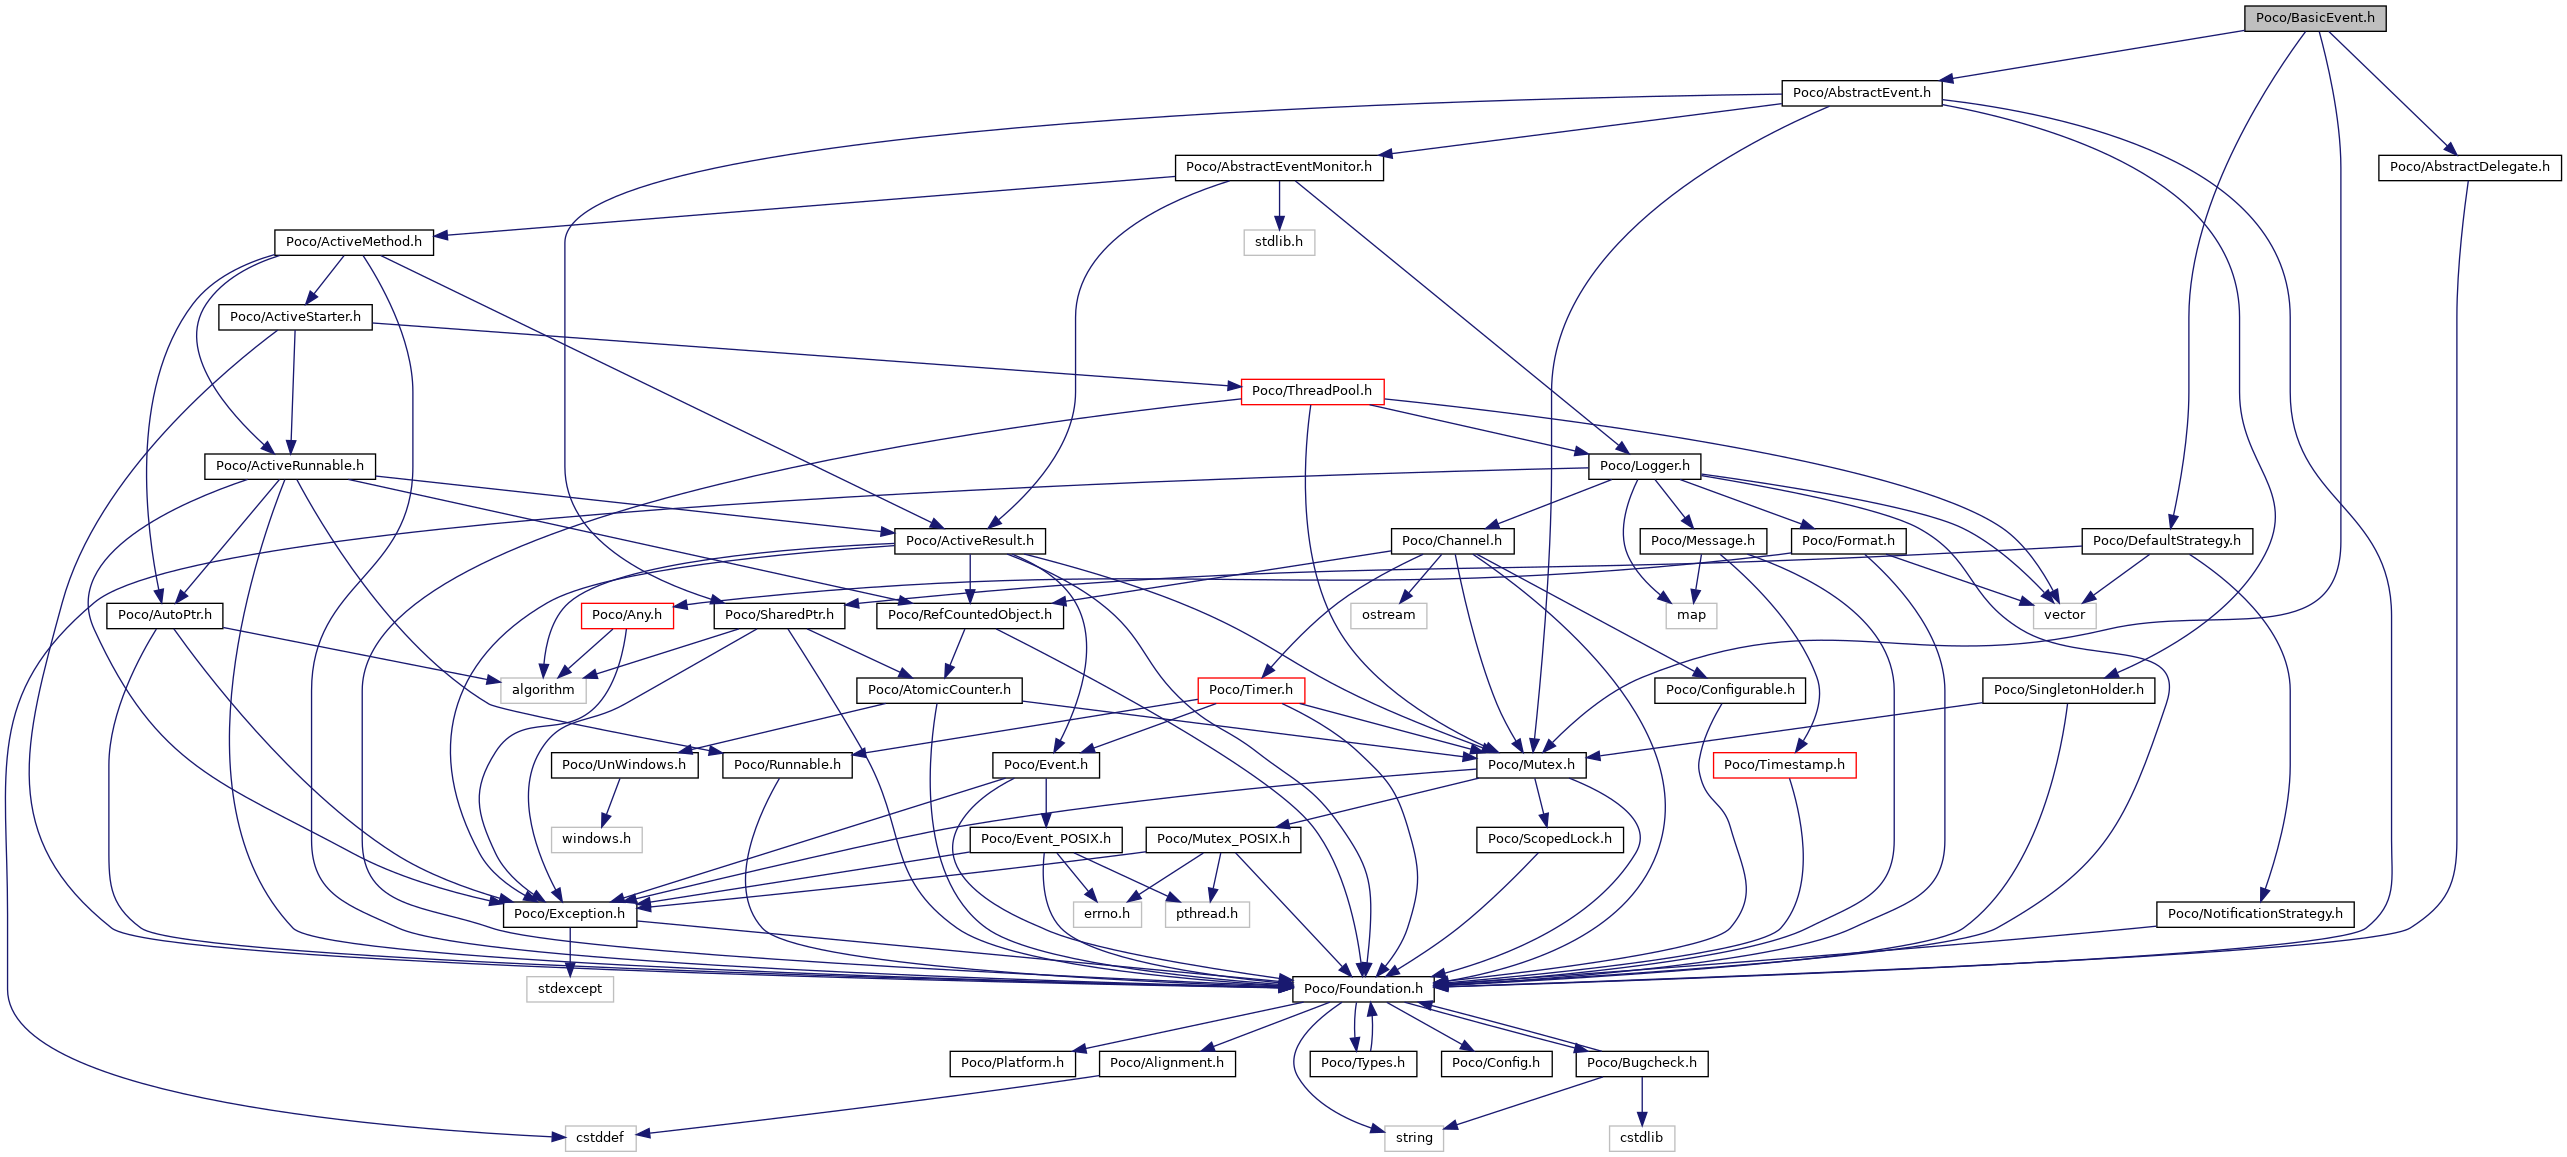 Poco/BasicEvent.h
Poco/AbstractEvent.h
Poco/AbstractEventMonitor.h
Poco/AbstractDelegate.h
Poco/ActiveMethod.h
stdlib.h
Poco/ActiveStarter.h
Poco/ThreadPool.h
Poco/ActiveRunnable.h
Poco/Logger.h
Poco/ActiveResult.h
Poco/Channel.h
Poco/Message.h
Poco/Format.h
Poco/DefaultStrategy.h
Poco/AutoPtr.h
Poco/Any.h
Poco/SharedPtr.h
Poco/RefCountedObject.h
ostream
map
vector
algorithm
Poco/AtomicCounter.h
Poco/Timer.h
Poco/Configurable.h
Poco/SingletonHolder.h
Poco/UnWindows.h
Poco/Runnable.h
Poco/Event.h
Poco/Mutex.h
Poco/Timestamp.h
windows.h
Poco/Event_POSIX.h
Poco/Mutex_POSIX.h
Poco/ScopedLock.h
Poco/Exception.h
errno.h
pthread.h
Poco/NotificationStrategy.h
stdexcept
Poco/Foundation.h
Poco/Platform.h
Poco/Alignment.h
Poco/Types.h
Poco/Config.h
Poco/Bugcheck.h
cstddef
string
cstdlib